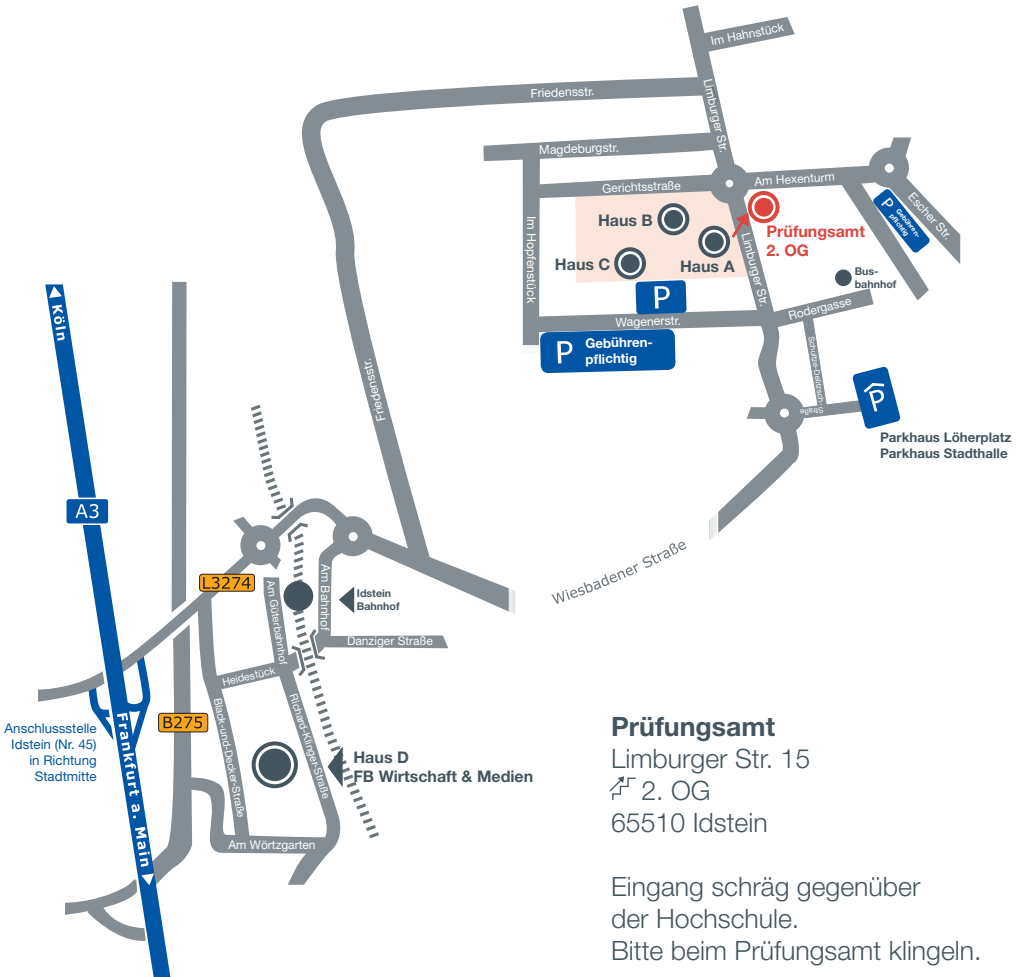 Im Hahnstück
Friedensstr.
Limburger Str.
Magdeburgstr.
Gerichtsstraße
Am Hexenturm
Escher Str.
P Gebühren-
pflichtig
Haus B
Prüfungsamt
2. OG
Im Hopfenstück
Haus C
Haus A
Limburger Str.
Bus-
bahnhof
P
Rodergasse
Wagenerstr.
P Gebühren-
pflichtig
Schultze-Delitzsch-
Straße
P
Parkhaus Löherplatz
Parkhaus Stadthalle
Köln
Friedensstr.
A3
Wiesbadener Straße
L3274
Am Güterbahnhof
Am Bahnhof
Idstein
Bahnhof
Danziger Straße
Heidestück
Black-und-Decker-Straße
Richard-Klinger-Straße
B275
Anschlussstelle
Idstein (Nr. 45)
in Richtung
Stadtmitte
Frankfurt a. Main
Haus D
FB Wirtschaft & Medien
Am Wörtzgarten
Prüfungsamt
Limburger Str. 15
2. OG
65510 Idstein
Eingang schräg gegenüber
der Hochschule.
Bitte beim Prüfungsamt klingeln.